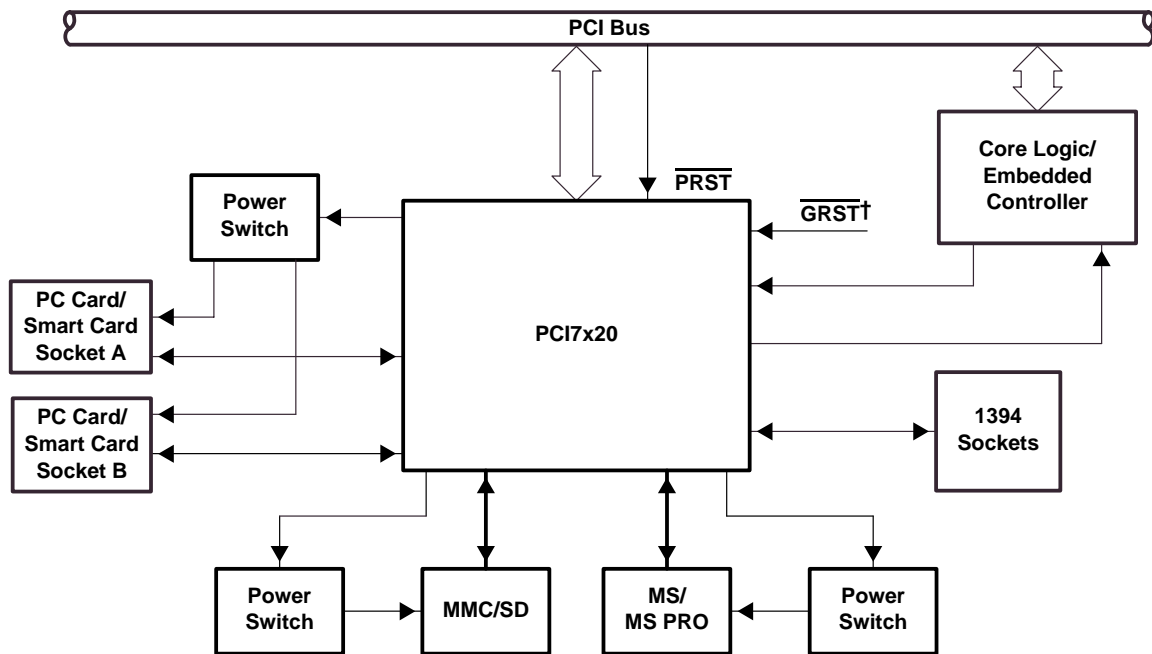 PCI Bus
PRST
GRST†
Core Logic/
Embedded
Controller
Power
Switch
PC Card/
Smart Card
Socket A
PCI7x20
PC Card/
Smart Card
Socket B
1394
Sockets
Power
Switch
MMC/SD
MS/
MS PRO
Power
Switch